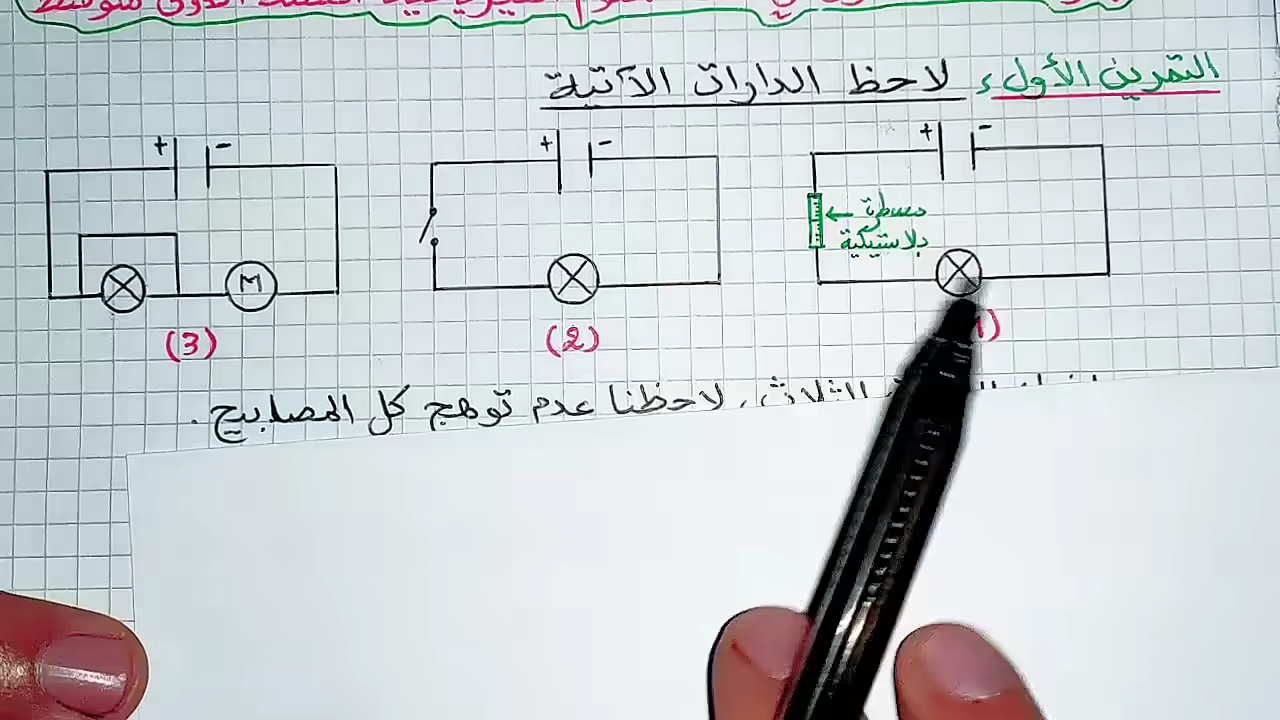 التمرين الأول: لاحظ الدارات الآتية
+ - + - + -
مسطرة
بلاستيكية
M
(3) (2) (1)
الثلاث، لاحظنا عدم توهج كل المصابيح.